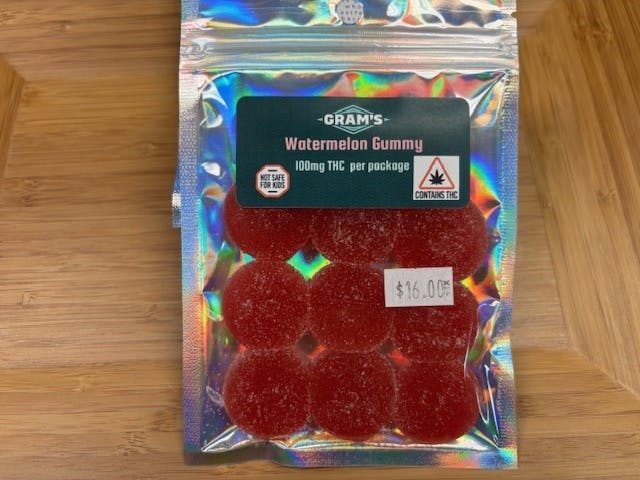 GRAM'S
Watermelon Gummy
100mg THC per package
NOT SAFE
FOR KIDS
CONTAINS THC
$16.00